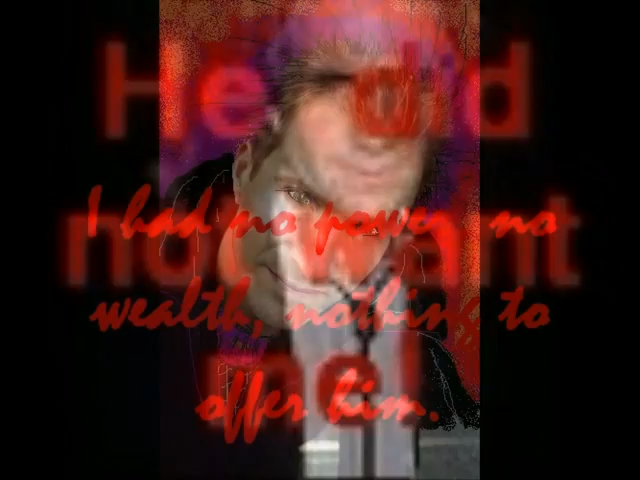 He did
not want
me!
I had no power, no
wealth, nothing to
offer him.